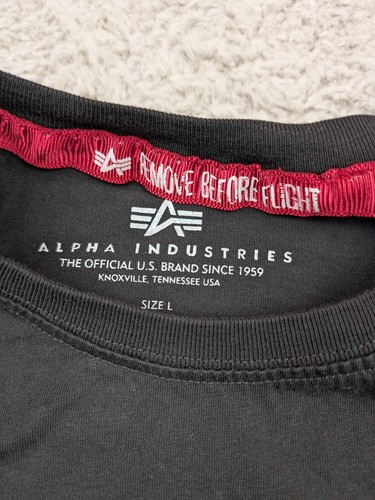 REMOVE BEFORE FLIGHT
ALPHA INDUSTRIES
THE OFFICIAL U.S. BRAND SINCE 1959
KNOXVILLE, TENNESSEE USA
SIZE L